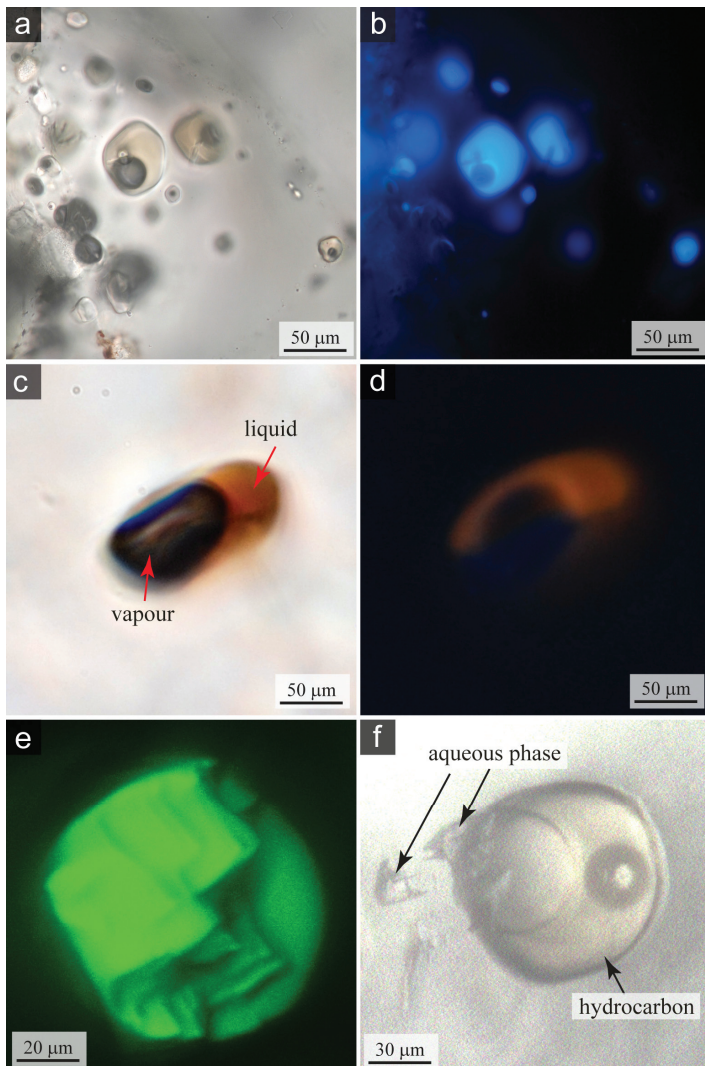 a
b
50 μm
50 μm
c
d
liquid
vapour
50 μm
50 μm
e
f
aqueous phase
hydrocarbon
20 μm
30 μm